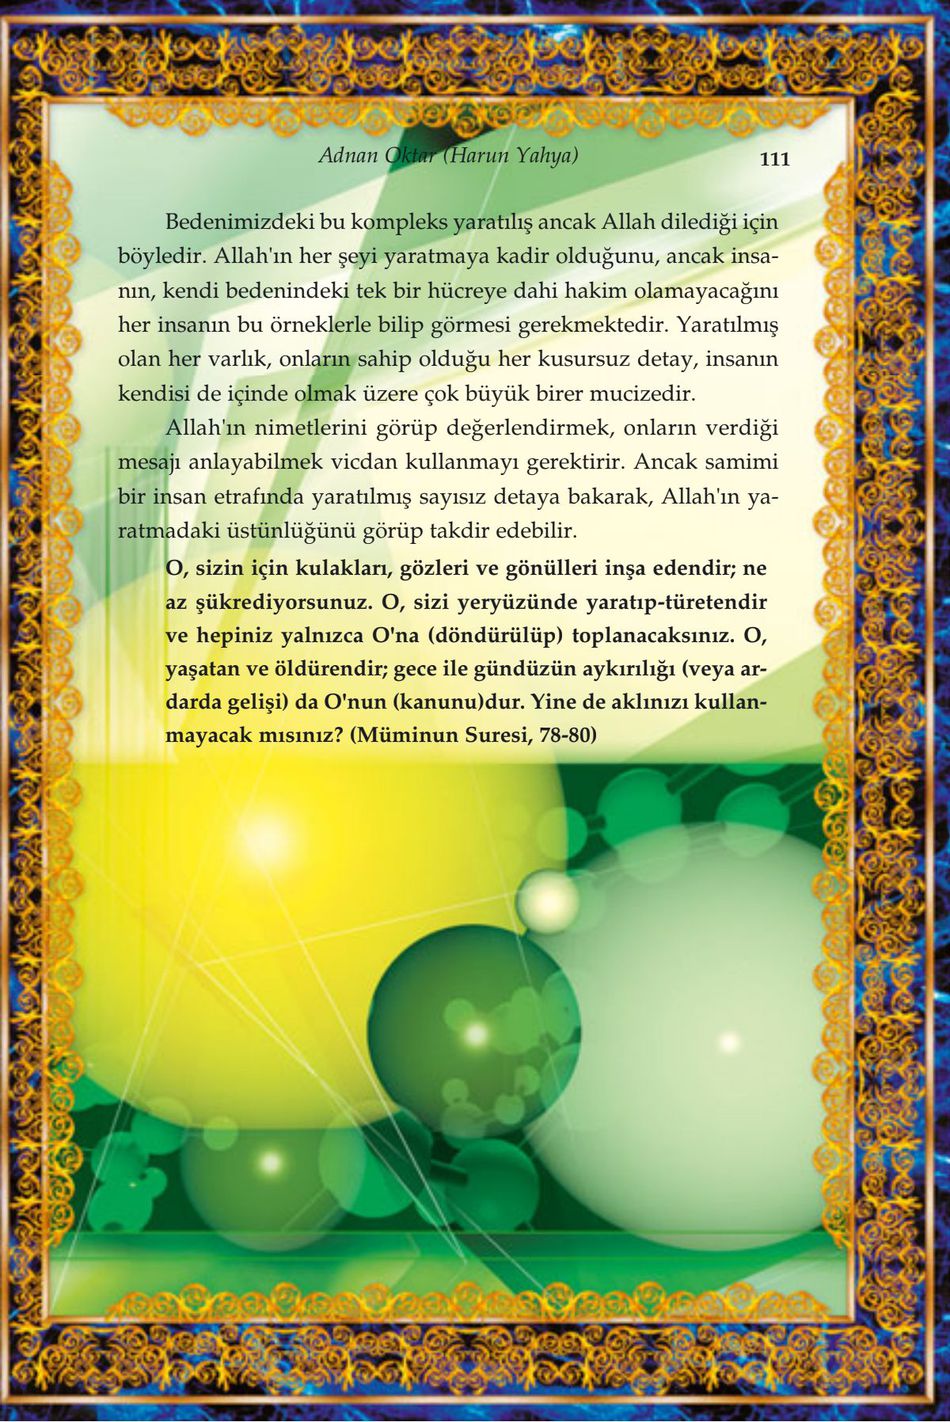 Adnan Oktar (Harun Yahya)
111
Bedenimizdeki bu kompleks yaratılış ancak Allah dilediği için
böyledir. Allah'ın her şeyi yaratmaya kadir olduğunu, ancak insa-
nın, kendi bedenindeki tek bir hücreye dahi hakim olamayacağını
her insanın bu örneklerle bilip görmesi gerekmektedir. Yaratılmış
olan her varlık, onların sahip olduğu her kusursuz detay, insanın
kendisi de içinde olmak üzere çok büyük birer mucizedir.
Allah'ın nimetlerini görüp değerlendirmek, onların verdiği
mesajı anlayabilmek vicdan kullanmayı gerektirir. Ancak samimi
bir insan etrafında yaratılmış sayısız detaya bakarak, Allah'ın ya-
ratmadaki üstünlüğünü görüp takdir edebilir.
O, sizin için kulakları, gözleri ve gönülleri inşa edendir; ne
az şükrediyorsunuz. O, sizi yeryüzünde yaratıp-türetendir
ve hepiniz yalnızca O'na (döndürülüp) toplanacaksınız. O,
yaşatan ve öldürendir; gece ile gündüzün aykırılığı (veya ar-
darda gelişi) da O'nun (kanunu)dur. Yine de aklınızı kullan-
mayacak mısınız? (Müminun Suresi, 78-80)